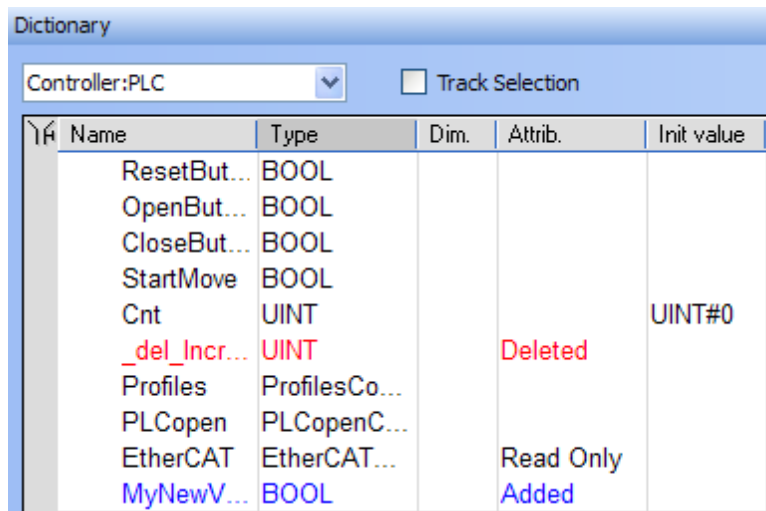 Dictionary
Controller:PLC Track Selection
Name Type Dim. Attrib. Init value
ResetBut... BOOL
OpenBut... BOOL
CloseBut... BOOL
StartMove BOOL
Cnt UINT UINT#0
_del_Incr... UINT Deleted
Profiles ProfilesCo...
PLCopen PLCopenC...
EtherCAT EtherCAT... Read Only
MyNewV... BOOL Added